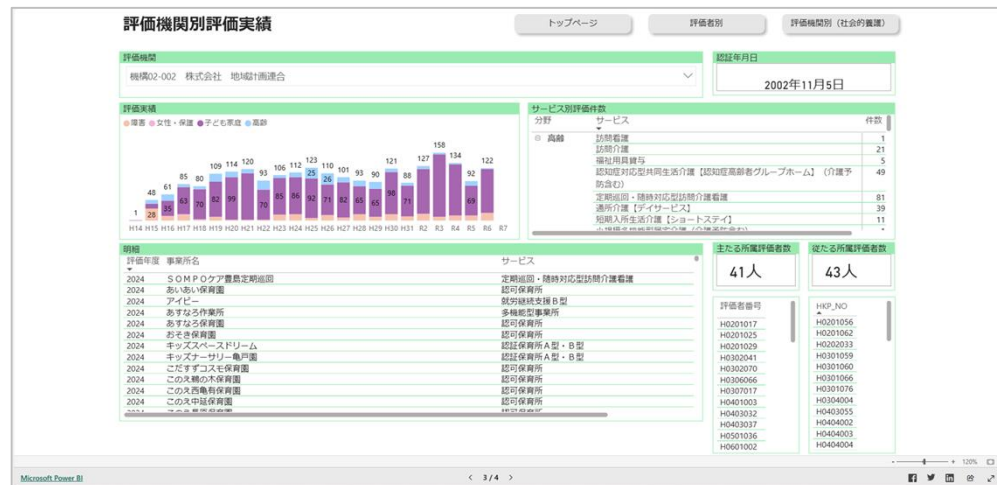 評価機関別評価実績
トップページ
評価者別
評価機関別（社会的養護）
評価機関
機構02-002 株式会社 地域計画連合
認証年月日
2002年11月5日
評価実績
障害 女性・保護 子ども家庭 高齢
158
134
127
123
122
121
120
114
112
110
109
106
101
93
93
92
90
88
85
80
61
48
1
28 35 63 70 82 99 70 85 86 92 71 82 65 65 98 71 69
25 26
H14 H15 H16 H17 H18 H19 H20 H21 H22 H23 H24 H25 H26 H27 H28 H29 H30 H31 R2 R3 R4 R5 R6 R7
サービス別評価件数
分野 サービス 件数
高齢 訪問看護 1
訪問介護 21
福祉用具貸与 5
認知症対応型共同生活介護【認知症高齢者グループホーム】（介護予防含む） 49
定期巡回・随時対応型訪問介護看護 81
通所介護【デイサービス】 39
短期入所生活介護【ショートステイ】 11
明細
評価年度 事業所名 サービス
2024 ＳＯＭＰＯケア豊島定期巡回 定期巡回・随時対応型訪問介護看護
2024 あいあい保育園 認可保育所
2024 アイビー 就労継続支援Ｂ型
2024 あすなろ作業所 多機能型事業所
2024 あすなろ保育園 認可保育所
2024 おそき保育園 認可保育所
2024 キッズスペースドリーム 認証保育所Ａ型・Ｂ型
2024 キッズナーサリー亀戸園 認証保育所Ａ型・Ｂ型
2024 こだすずコスモ保育園 認可保育所
2024 このえ鵜の木保育園 認可保育所
2024 このえ西亀有保育園 認可保育所
2024 このえ中延保育園 認可保育所
主たる所属評価者数
41人
従たる所属評価者数
43人
評価者番号
H0201017
H0201025
H0201029
H0302041
H0302070
H0306066
H0307017
H0401003
H0403032
H0403037
H0501036
H0601002
HKP_NO
H0201056
H0201062
H0202033
H0301059
H0301060
H0301066
H0301076
H0304004
H0403055
H0404002
H0404003
H0404004
- + 120%
Microsoft Power BI
< 3 / 4 >